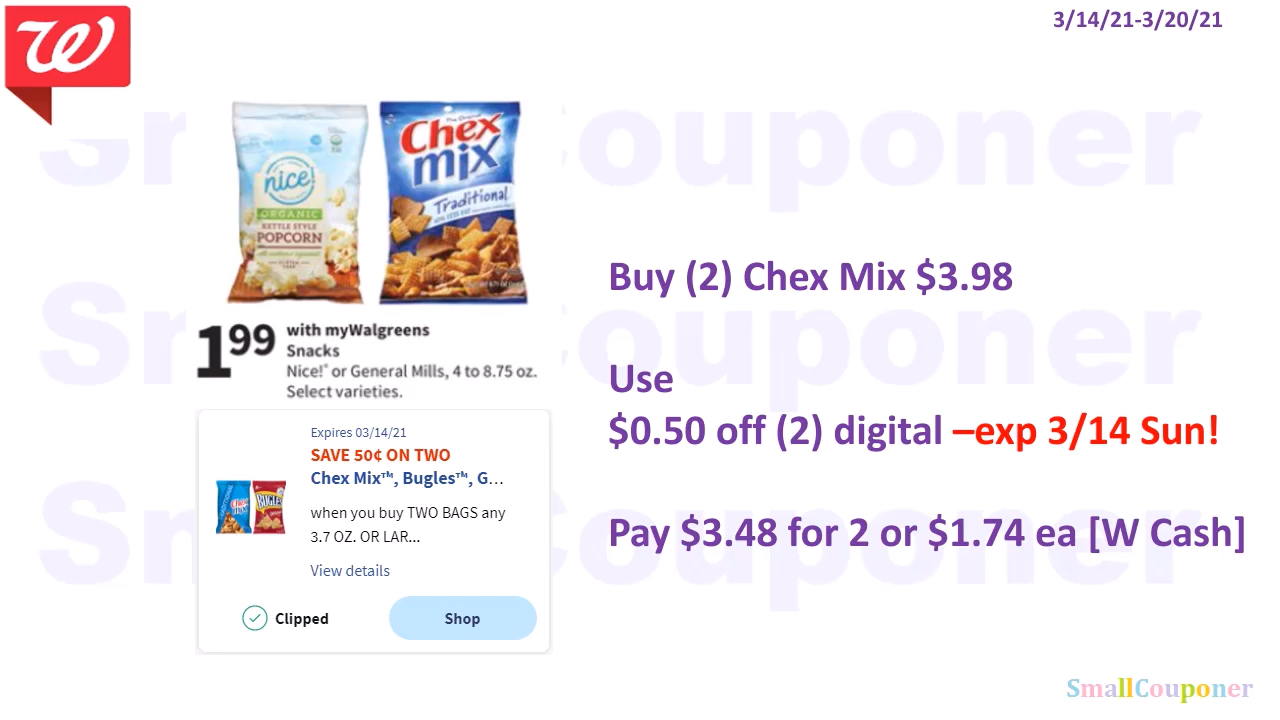 3/14/21-3/20/21
W
nice!
ORGANIC
KETTLE STYLE
POPCORN
The Original
Chex
mix
Traditional
1.99
with myWalgreens
Snacks
Nice!® or General Mills, 4 to 8.75 oz.
Select varieties.
Expires 03/14/21
SAVE 50¢ ON TWO
Chex Mix™, Bugles™, G...
when you buy TWO BAGS any
3.7 OZ. OR LAR...
View details
Clipped
Shop
Buy (2) Chex Mix $3.98
Use
$0.50 off (2) digital –exp 3/14 Sun!
Pay $3.48 for 2 or $1.74 ea [W Cash]
SmallCouponer